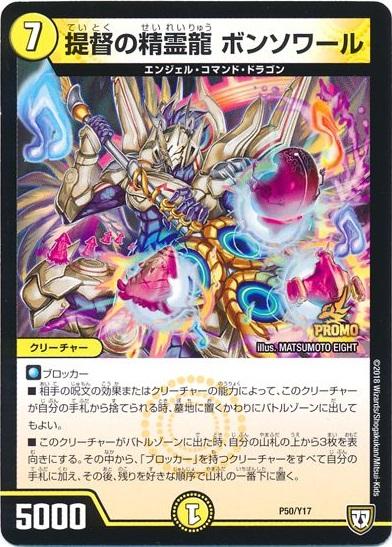 7
ていとく せいれいりゅう
提督の精霊龍 ボンソワール
エンジェル・コマンド・ドラゴン
PROMO
illus. MATSUMOTO EIGHT
クリーチャー
©2018 Wizards/Shogakukan/Mitsui-Kids
ブロッカー
■相手の呪文の効果またはクリーチャーの能力によって、このクリーチャー
が自分の手札から捨てられる時、墓地に置くかわりにバトルゾーンに出して
もよい。
■このクリーチャーがバトルゾーンに出た時、自分の山札の上から3枚を表
向きにする。その中から、「ブロッカー」を持つクリーチャーをすべて自分の
手札に加え、その後、残りを好きな順序で山札の一番下に置く。
5000
1
P50/Y17